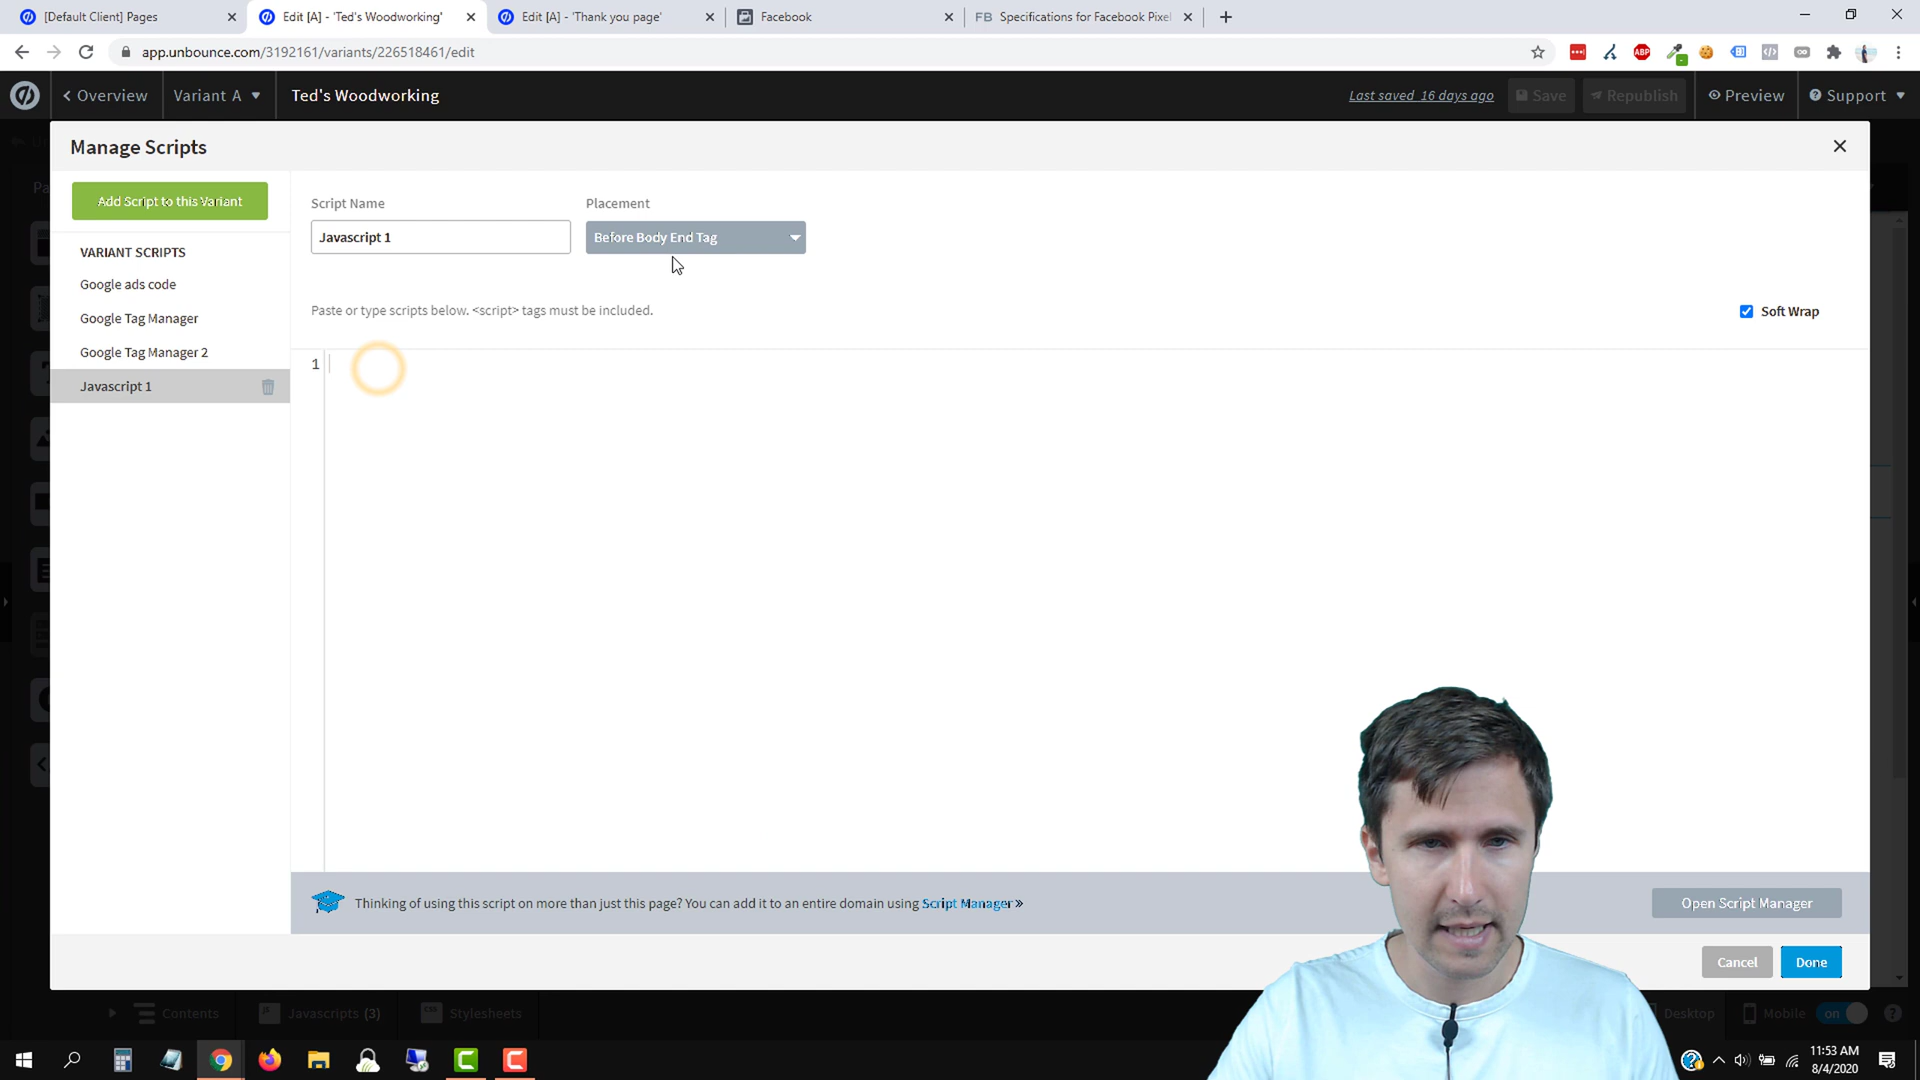 [Default Client] Pages
Edit [A] - 'Ted's Woodworking'
Edit [A] - 'Thank you page'
Facebook
FB Specifications for Facebook Pixel
app.unbounce.com/3192161/variants/226518461/edit
ABP
Overview
Variant A
Ted's Woodworking
Last saved 16 days ago
Save
Republish
Preview
Support
Manage Scripts
Add Script to this Variant
Script Name
Placement
Javascript 1
Before Body End Tag
VARIANT SCRIPTS
Google ads code
Google Tag Manager
Google Tag Manager 2
Javascript 1
Paste or type scripts below. <script> tags must be included.
Soft Wrap
1
Thinking of using this script on more than just this page? You can add it to an entire domain using Script Manager »
Open Script Manager
Cancel
Done
Contents
Javascripts (3)
Stylesheets
Desktop
Mobile
on
11:53 AM
8/4/2020